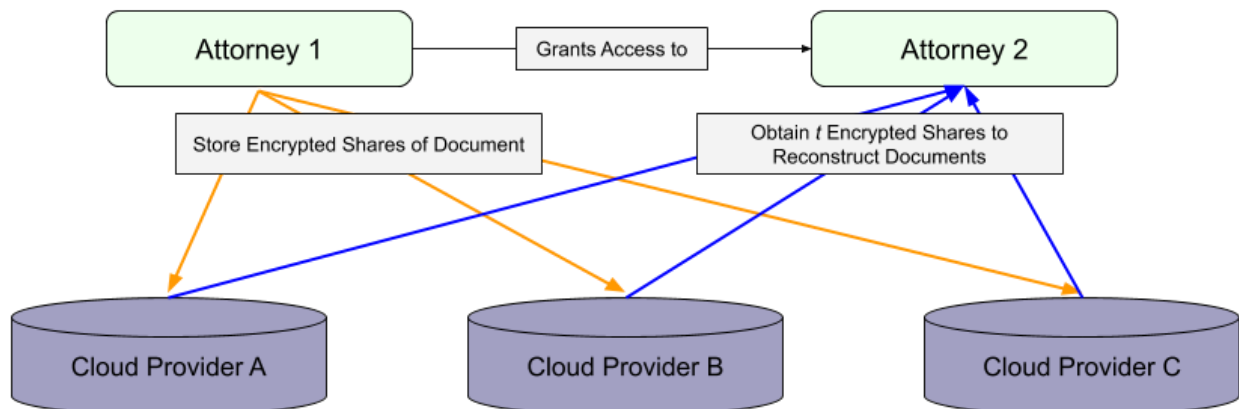 Attorney 1
Grants Access to
Attorney 2
Store Encrypted Shares of Document
Obtain t Encrypted Shares to
Reconstruct Documents
Cloud Provider A
Cloud Provider B
Cloud Provider C